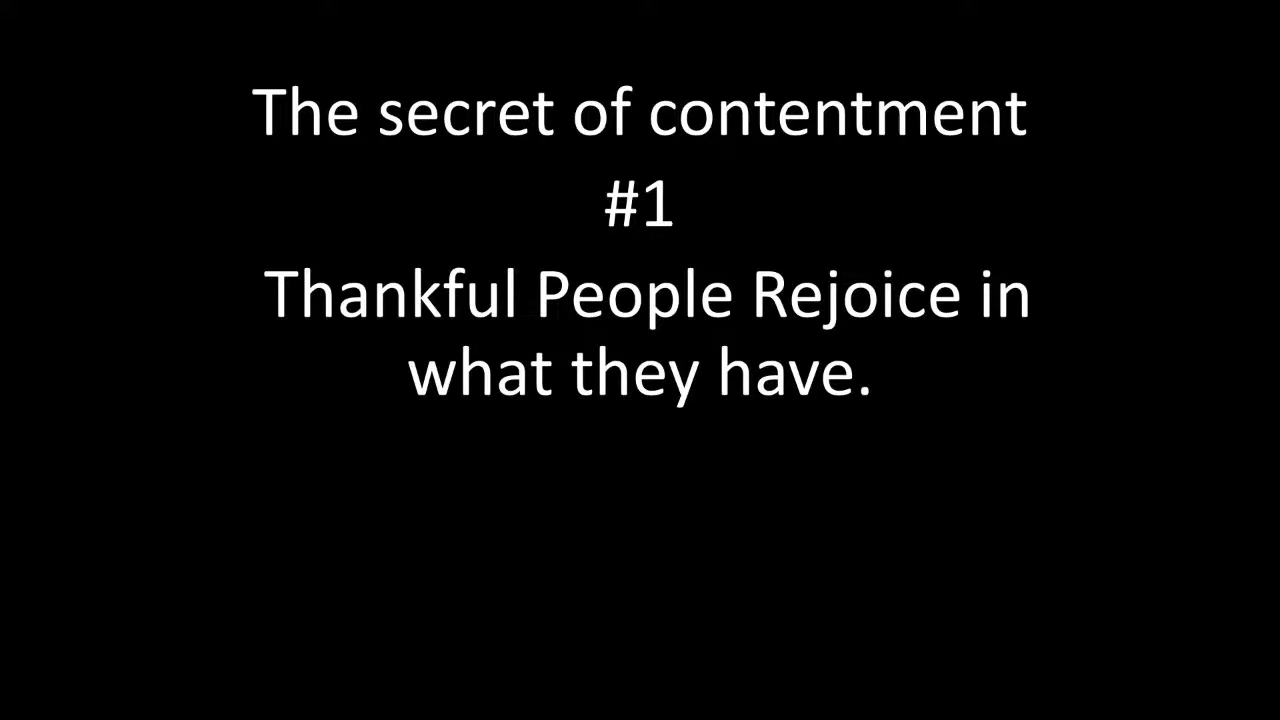 The secret of contentment
#1
Thankful People Rejoice in
what they have.